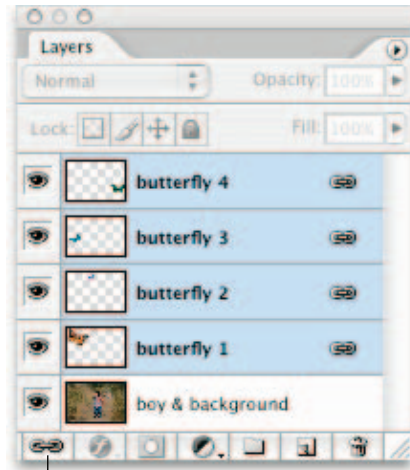 Layers
Normal Opacity: 100%
Lock: Fill: 100%
butterfly 4
butterfly 3
butterfly 2
butterfly 1
boy & background